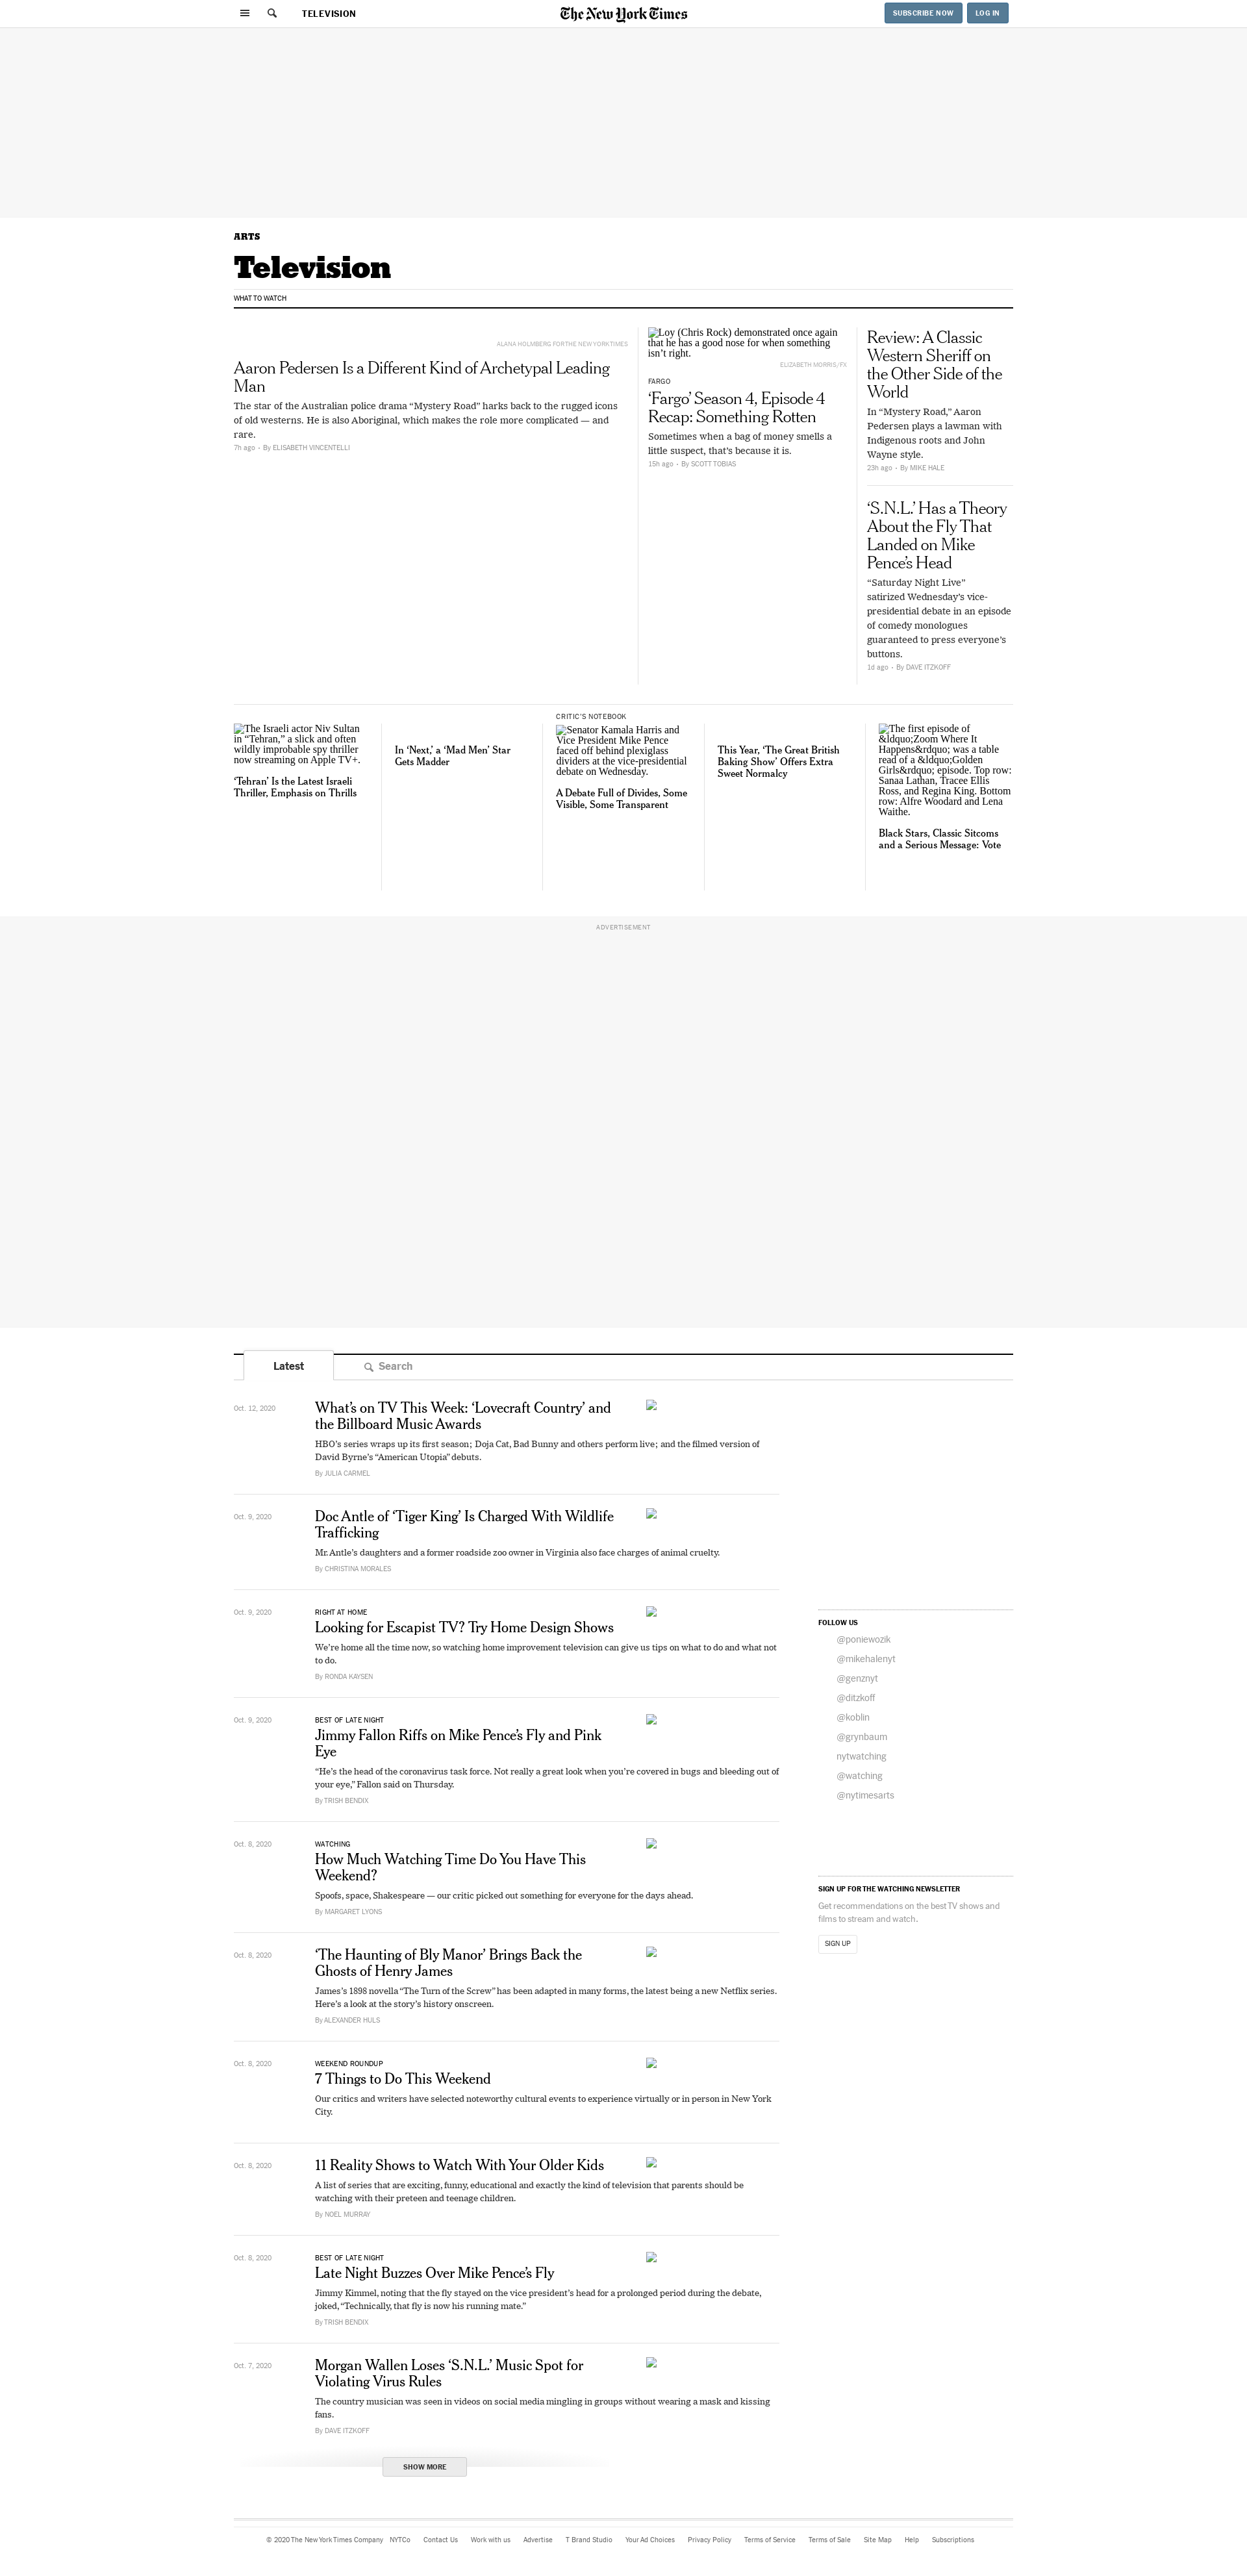 TELEVISION
The New York Times
SUBSCRIBE NOW
LOG IN
ARTS
Television
WHAT TO WATCH
ALANA HOLMBERG FOR THE NEW YORK TIMES
Aaron Pedersen Is a Different Kind of Archetypal Leading
Man
The star of the Australian police drama “Mystery Road” harks back to the rugged icons
of old westerns. He is also Aboriginal, which makes the role more complicated — and
rare.
7h ago • By ELISABETH VINCENTELLI
Loy (Chris Rock) demonstrated once again
that he has a good nose for when something
isn’t right.
ELIZABETH MORRIS/FX
FARGO
‘Fargo’ Season 4, Episode 4
Recap: Something Rotten
Sometimes when a bag of money smells a
little suspect, that’s because it is.
15h ago • By SCOTT TOBIAS
Review: A Classic
Western Sheriff on
the Other Side of the
World
In “Mystery Road,” Aaron
Pedersen plays a lawman with
Indigenous roots and John
Wayne style.
23h ago • By MIKE HALE
‘S.N.L.’ Has a Theory
About the Fly That
Landed on Mike
Pence’s Head
“Saturday Night Live”
satirized Wednesday’s vice-
presidential debate in an episode
of comedy monologues
guaranteed to press everyone’s
buttons.
1d ago • By DAVE ITZKOFF
The Israeli actor Niv Sultan
in “Tehran,” a slick and often
wildly improbable spy thriller
now streaming on Apple TV+.
‘Tehran’ Is the Latest Israeli
Thriller, Emphasis on Thrills
In ‘Next,’ a ‘Mad Men’ Star
Gets Madder
CRITIC’S NOTEBOOK
Senator Kamala Harris and
Vice President Mike Pence
faced off behind plexiglass
dividers at the vice-presidential
debate on Wednesday.
A Debate Full of Divides, Some
Visible, Some Transparent
This Year, ‘The Great British
Baking Show’ Offers Extra
Sweet Normalcy
The first episode of
&ldquo;Zoom Where It
Happens&rdquo; was a table
read of a &ldquo;Golden
Girls&rdquo; episode. Top row:
Sanaa Lathan, Tracee Ellis
Ross, and Regina King. Bottom
row: Alfre Woodard and Lena
Waithe.
Black Stars, Classic Sitcoms
and a Serious Message: Vote
ADVERTISEMENT
Latest
Search
Oct. 12, 2020
What’s on TV This Week: ‘Lovecraft Country’ and
the Billboard Music Awards
HBO’s series wraps up its first season; Doja Cat, Bad Bunny and others perform live; and the filmed version of
David Byrne’s “American Utopia” debuts.
By JULIA CARMEL
Oct. 9, 2020
Doc Antle of ‘Tiger King’ Is Charged With Wildlife
Trafficking
Mr. Antle’s daughters and a former roadside zoo owner in Virginia also face charges of animal cruelty.
By CHRISTINA MORALES
Oct. 9, 2020
RIGHT AT HOME
Looking for Escapist TV? Try Home Design Shows
We’re home all the time now, so watching home improvement television can give us tips on what to do and what not
to do.
By RONDA KAYSEN
Oct. 9, 2020
BEST OF LATE NIGHT
Jimmy Fallon Riffs on Mike Pence’s Fly and Pink
Eye
“He’s the head of the coronavirus task force. Not really a great look when you’re covered in bugs and bleeding out of
your eye,” Fallon said on Thursday.
By TRISH BENDIX
Oct. 8, 2020
WATCHING
How Much Watching Time Do You Have This
Weekend?
Spoofs, space, Shakespeare — our critic picked out something for everyone for the days ahead.
By MARGARET LYONS
Oct. 8, 2020
‘The Haunting of Bly Manor’ Brings Back the
Ghosts of Henry James
James’s 1898 novella “The Turn of the Screw” has been adapted in many forms, the latest being a new Netflix series.
Here’s a look at the story’s history onscreen.
By ALEXANDER HULS
Oct. 8, 2020
WEEKEND ROUNDUP
7 Things to Do This Weekend
Our critics and writers have selected noteworthy cultural events to experience virtually or in person in New York
City.
Oct. 8, 2020
11 Reality Shows to Watch With Your Older Kids
A list of series that are exciting, funny, educational and exactly the kind of television that parents should be
watching with their preteen and teenage children.
By NOEL MURRAY
Oct. 8, 2020
BEST OF LATE NIGHT
Late Night Buzzes Over Mike Pence’s Fly
Jimmy Kimmel, noting that the fly stayed on the vice president’s head for a prolonged period during the debate,
joked, “Technically, that fly is now his running mate.”
By TRISH BENDIX
Oct. 7, 2020
Morgan Wallen Loses ‘S.N.L.’ Music Spot for
Violating Virus Rules
The country musician was seen in videos on social media mingling in groups without wearing a mask and kissing
fans.
By DAVE ITZKOFF
SHOW MORE
FOLLOW US
@poniewozik
@mikehalenyt
@genznyt
@ditzkoff
@koblin
@grynbaum
nytwatching
@watching
@nytimesarts
SIGN UP FOR THE WATCHING NEWSLETTER
Get recommendations on the best TV shows and
films to stream and watch.
SIGN UP
© 2020 The New York Times Company NYTCo Contact Us Work with us Advertise T Brand Studio Your Ad Choices Privacy Policy Terms of Service Terms of Sale Site Map Help Subscriptions